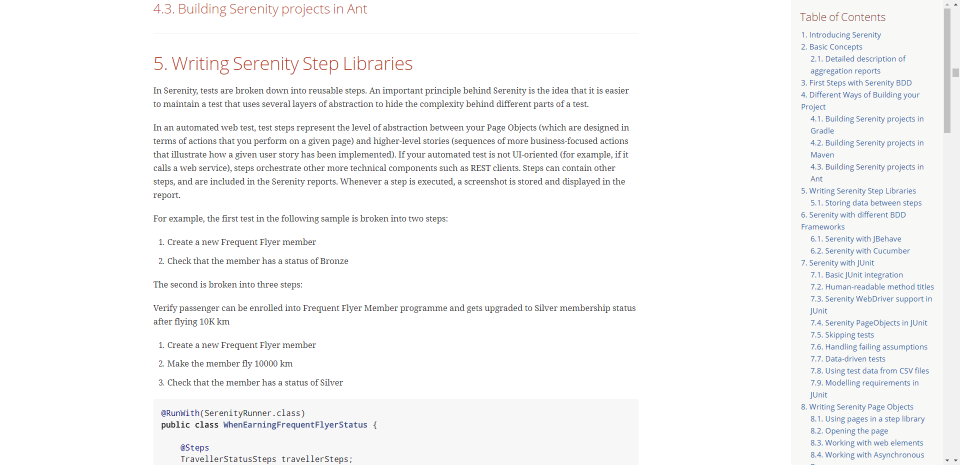 4.3. Building Serenity projects in Ant
5. Writing Serenity Step Libraries
In Serenity, tests are broken down into reusable steps. An important principle behind Serenity is the idea that it is easier
to maintain a test that uses several layers of abstraction to hide the complexity behind different parts of a test.
In an automated web test, test steps represent the level of abstraction between your Page Objects (which are designed in
terms of actions that you perform on a given page) and higher-level stories (sequences of more business-focused actions
that illustrate how a given user story has been implemented). If your automated test is not UI-oriented (for example, if it
calls a web service), steps orchestrate other more technical components such as REST clients. Steps can contain other
steps, and are included in the Serenity reports. Whenever a step is executed, a screenshot is stored and displayed in the
report.
For example, the first test in the following sample is broken into two steps:
1. Create a new Frequent Flyer member
2. Check that the member has a status of Bronze
The second is broken into three steps:
Verify passenger can be enrolled into Frequent Flyer Member programme and gets upgraded to Silver membership status
after flying 10K km
1. Create a new Frequent Flyer member
2. Make the member fly 10000 km
3. Check that the member has a status of Silver
@RunWith(SerenityRunner.class)
public class WhenEarningFrequentFlyerStatus {
@Steps
TravellerStatusSteps travellerSteps;
Table of Contents
1. Introducing Serenity
2. Basic Concepts
2.1. Detailed description of
aggregation reports
3. First Steps with Serenity BDD
4. Different Ways of Building your
Project
4.1. Building Serenity projects in
Gradle
4.2. Building Serenity projects in
Maven
4.3. Building Serenity projects in
Ant
5. Writing Serenity Step Libraries
5.1. Storing data between steps
6. Serenity with different BDD
Frameworks
6.1. Serenity with JBehave
6.2. Serenity with Cucumber
7. Serenity with JUnit
7.1. Basic JUnit integration
7.2. Human-readable method titles
7.3. Serenity WebDriver support in
JUnit
7.4. Serenity PageObjects in JUnit
7.5. Skipping tests
7.6. Handling failing assumptions
7.7. Data-driven tests
7.8. Using test data from CSV files
7.9. Modelling requirements in
JUnit
8. Writing Serenity Page Objects
8.1. Using pages in a step library
8.2. Opening the page
8.3. Working with web elements
8.4. Working with Asynchronous